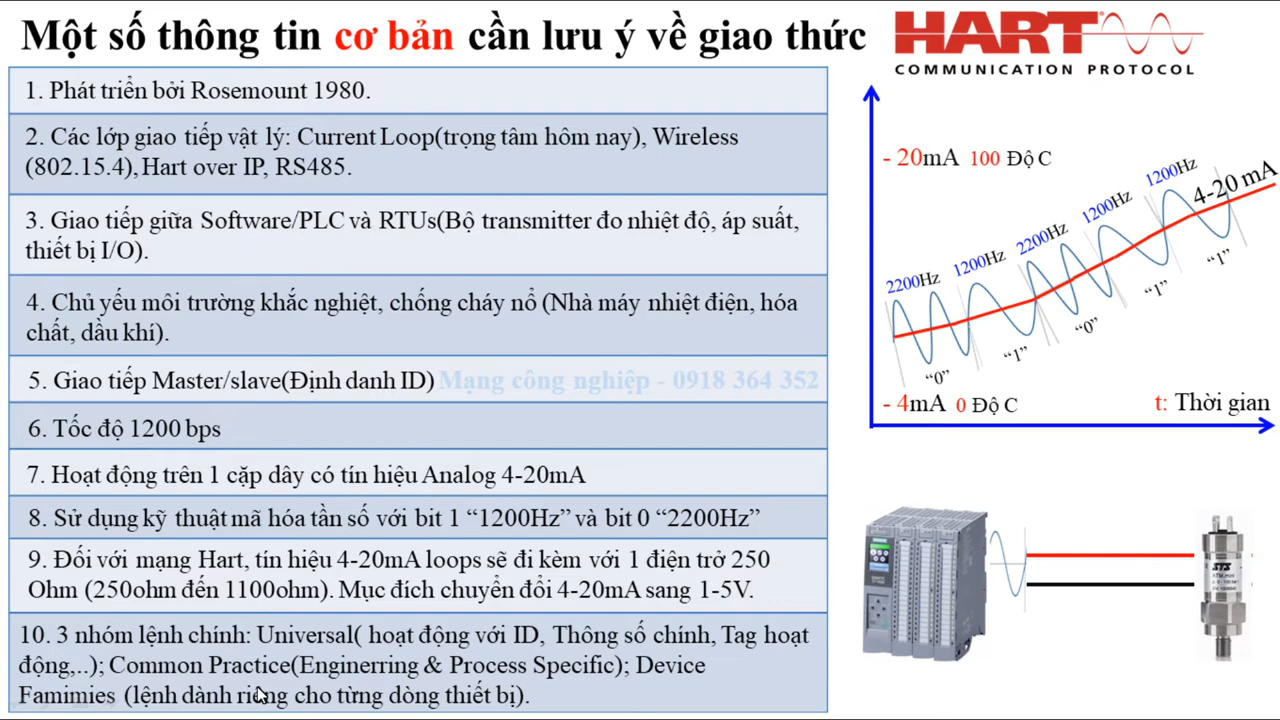 Một số thông tin cơ bản cần lưu ý về giao thức
HART
COMMUNICATION PROTOCOL
1. Phát triển bởi Rosemount 1980.
2. Các lớp giao tiếp vật lý: Current Loop(trọng tâm hôm nay), Wireless
(802.15.4), Hart over IP, RS485.
3. Giao tiếp giữa Software/PLC và RTUs(Bộ transmitter đo nhiệt độ, áp suất,
thiết bị I/O).
4. Chủ yếu môi trường khắc nghiệt, chống cháy nổ (Nhà máy nhiệt điện, hóa
chất, dầu khí).
5. Giao tiếp Master/slave(Định danh ID)
Mạng công nghiệp - 0918 364 352
6. Tốc độ 1200 bps
7. Hoạt động trên 1 cặp dây có tín hiệu Analog 4-20mA
8. Sử dụng kỹ thuật mã hóa tần số với bit 1 “1200Hz” và bit 0 “2200Hz”
9. Đối với mạng Hart, tín hiệu 4-20mA loops sẽ đi kèm với 1 điện trở 250
Ohm (250ohm đến 1100ohm). Mục đích chuyển đổi 4-20mA sang 1-5V.
10. 3 nhóm lệnh chính: Universal( hoạt động với ID, Thông số chính, Tag hoạt
động,..); Common Practice(Enginerring & Process Specific); Device
Famimies (lệnh dành riêng cho từng dòng thiết bị).
- 20mA 100 Độ C
2200Hz
1200Hz
2200Hz
1200Hz
1200Hz
4-20 mA
“0”
“1”
“0”
“1”
“1”
- 4mA 0 Độ C
t: Thời gian
SIEMENS
STS